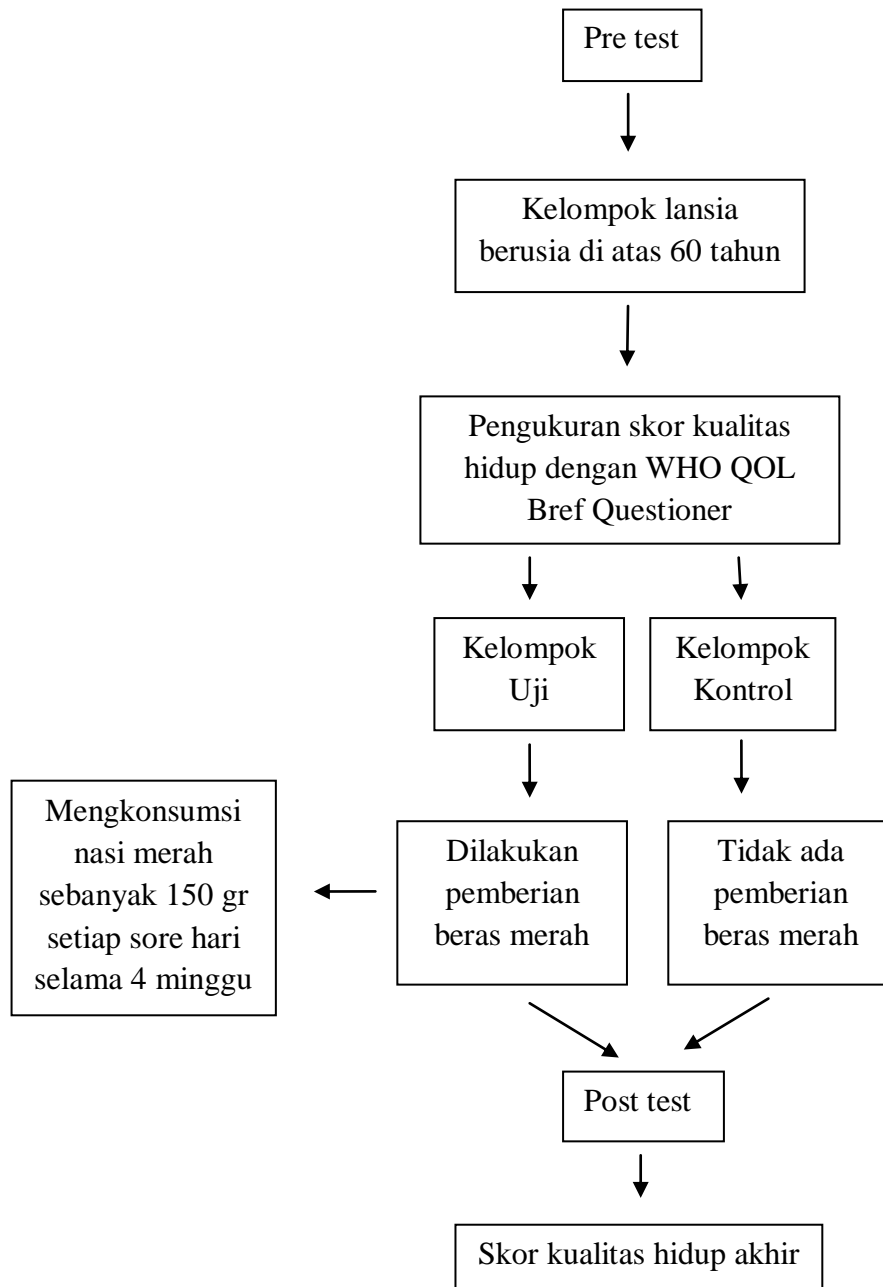 Pre test
Kelompok lansia
berusia di atas 60 tahun
Pengukuran skor kualitas
hidup dengan WHO QOL
Bref Questioner
Kelompok
Uji
Kelompok
Kontrol
Mengkonsumsi
nasi merah
sebanyak 150 gr
setiap sore hari
selama 4 minggu
Dilakukan
pemberian
beras merah
Tidak ada
pemberian
beras merah
Post test
Skor kualitas hidup akhir